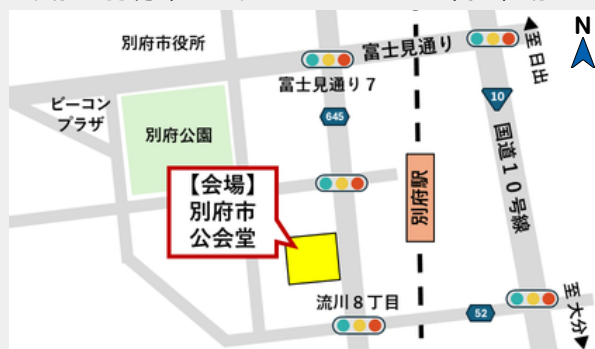 別府市役所
富士見通り
至日出
N
富士見通り７
ビーコン
プラザ
645
10
別府公園
国道１０号線
【会場】
別府市
公会堂
別府駅
流川８丁目
52
至大分